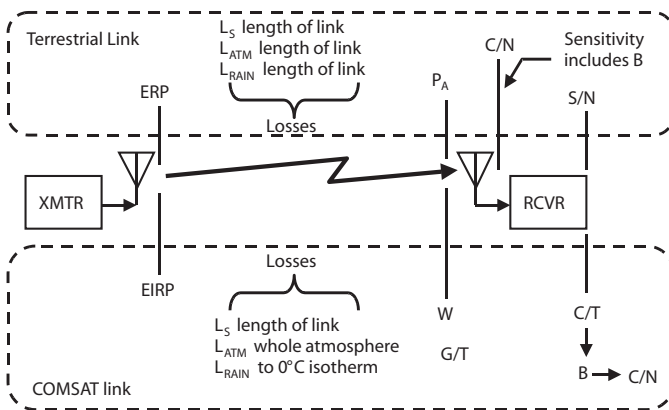 Terrestrial Link
L_S length of link
L_ATM length of link
L_RAIN length of link
Losses
ERP
P_A
C/N
Sensitivity
includes B
S/N
XMTR
RCVR
EIRP
Losses
L_S length of link
L_ATM whole atmosphere
L_RAIN to 0°C isotherm
W
G/T
C/T
B
C/N
COMSAT link